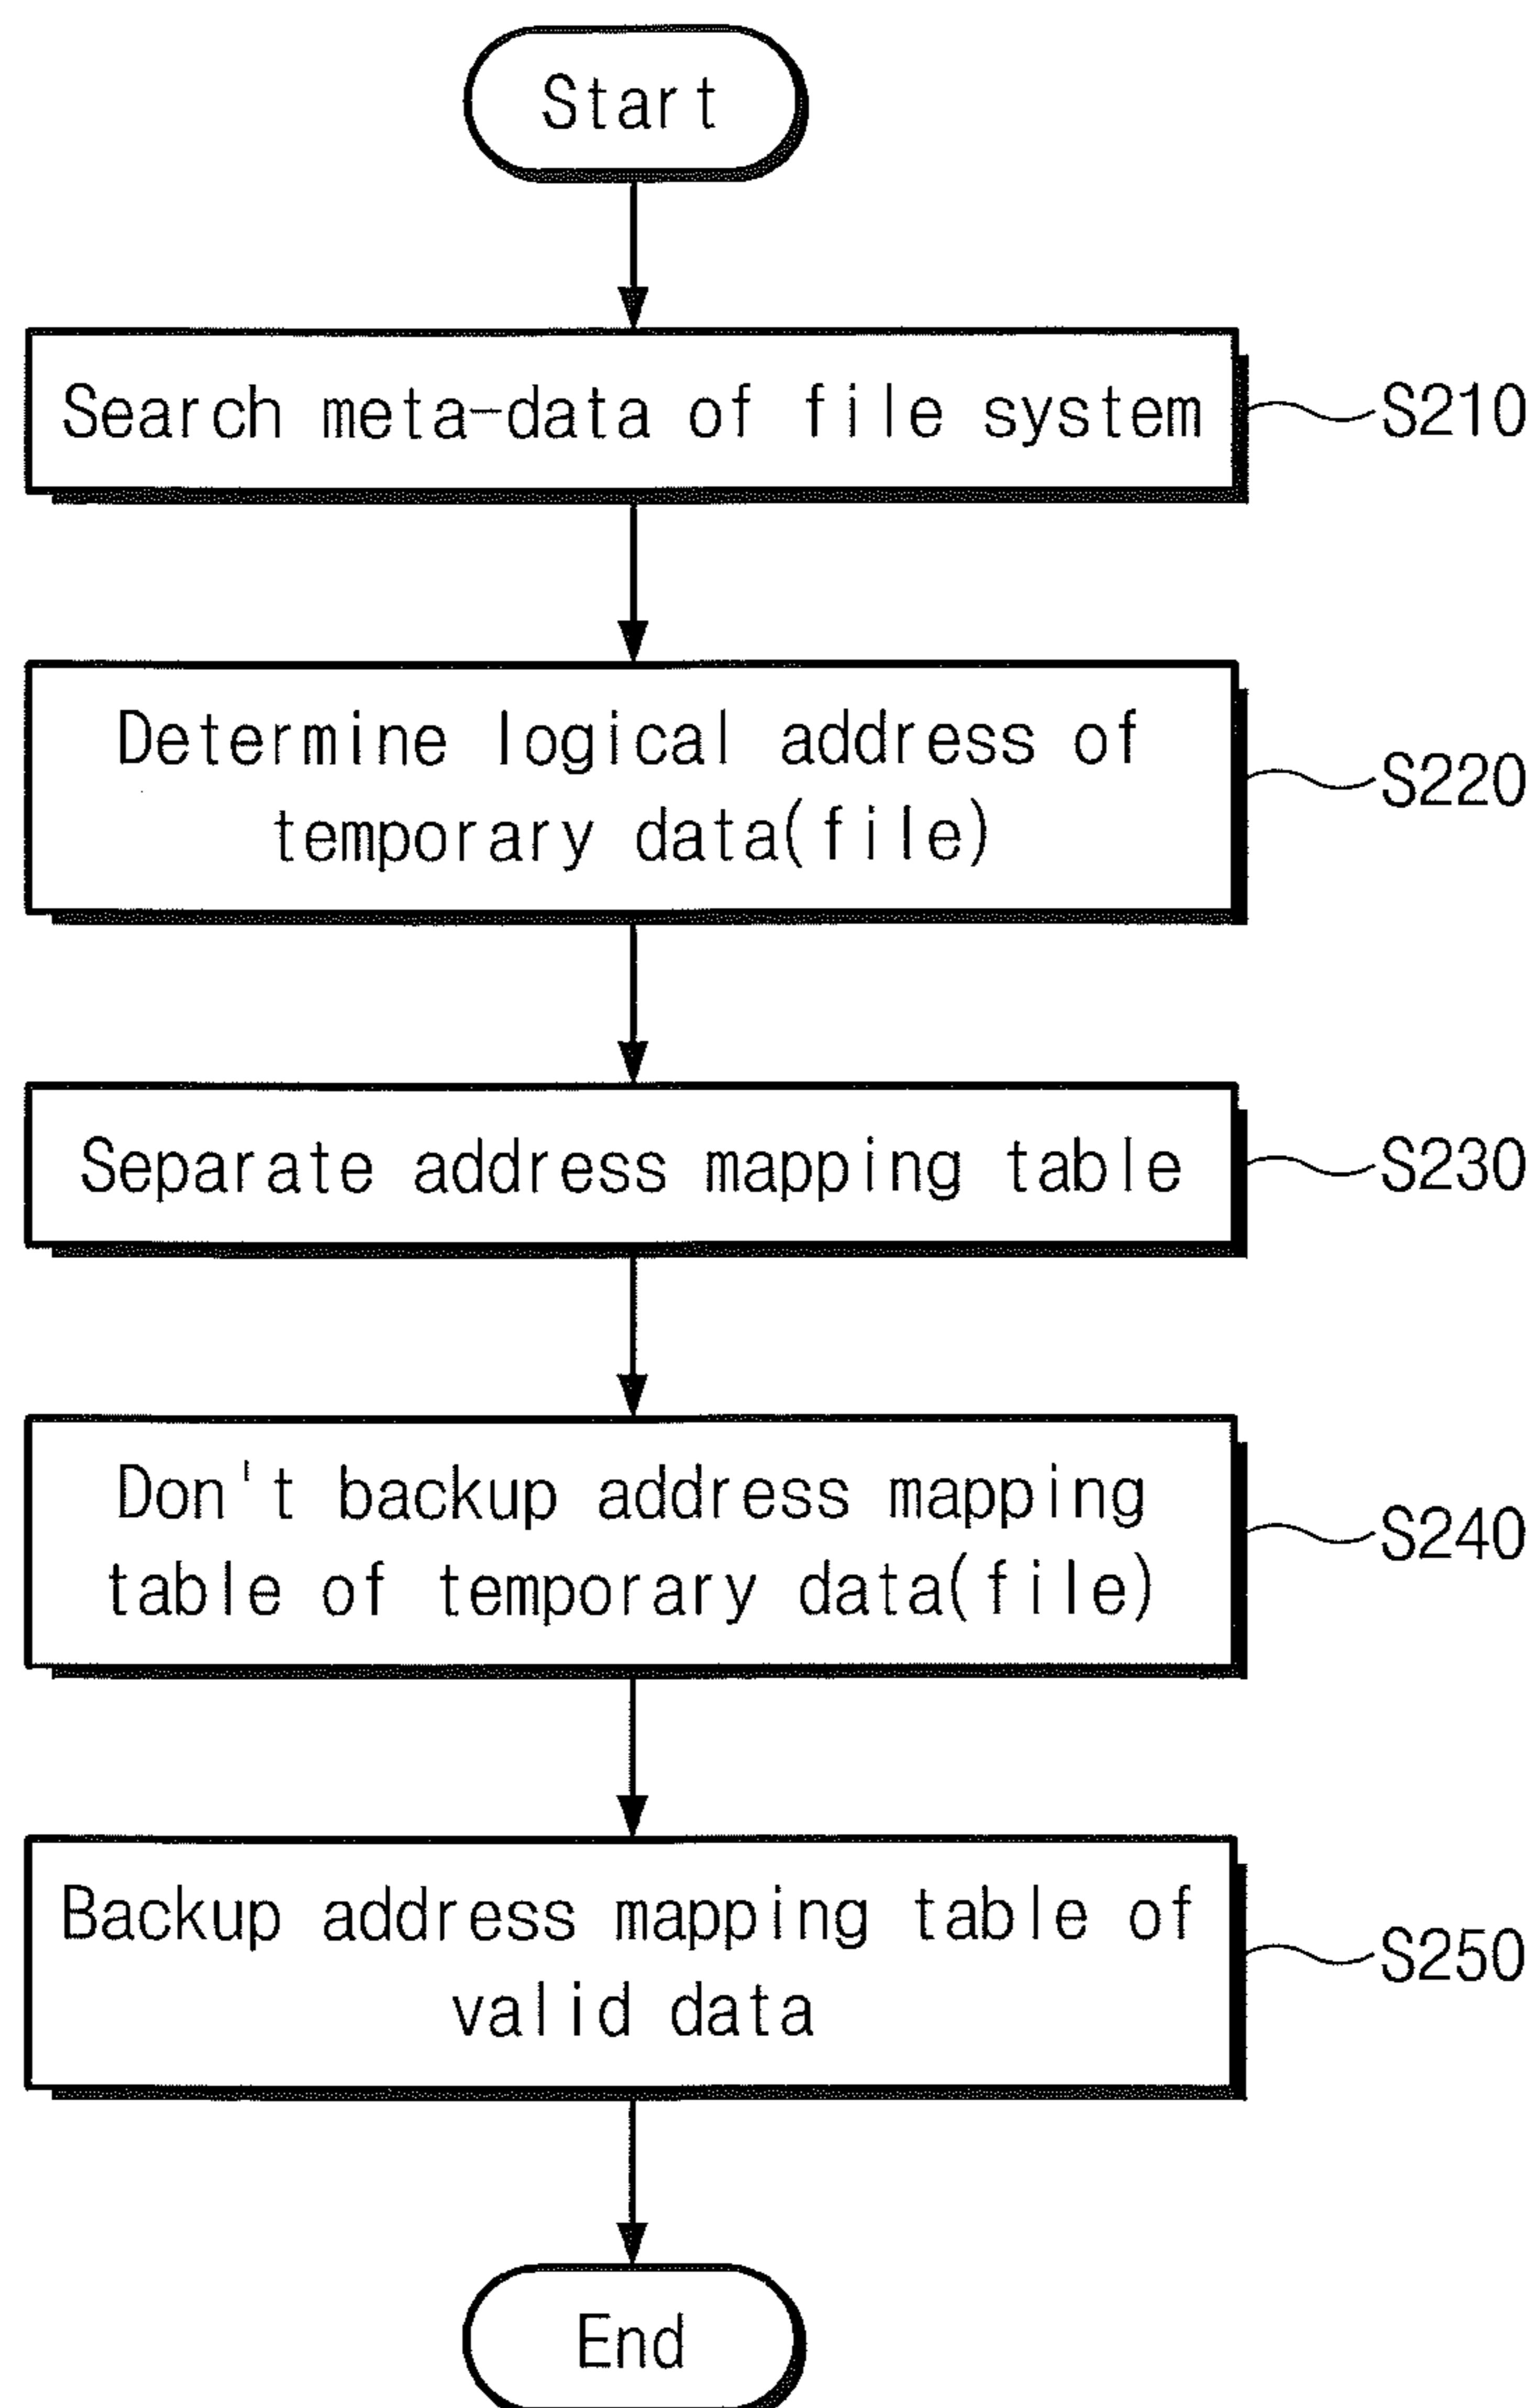 Start
Search meta-data of file system
S210
Determine logical address of
temporary data(file)
S220
Separate address mapping table
S230
Don't backup address mapping
table of temporary data(file)
S240
Backup address mapping table of
valid data
S250
End